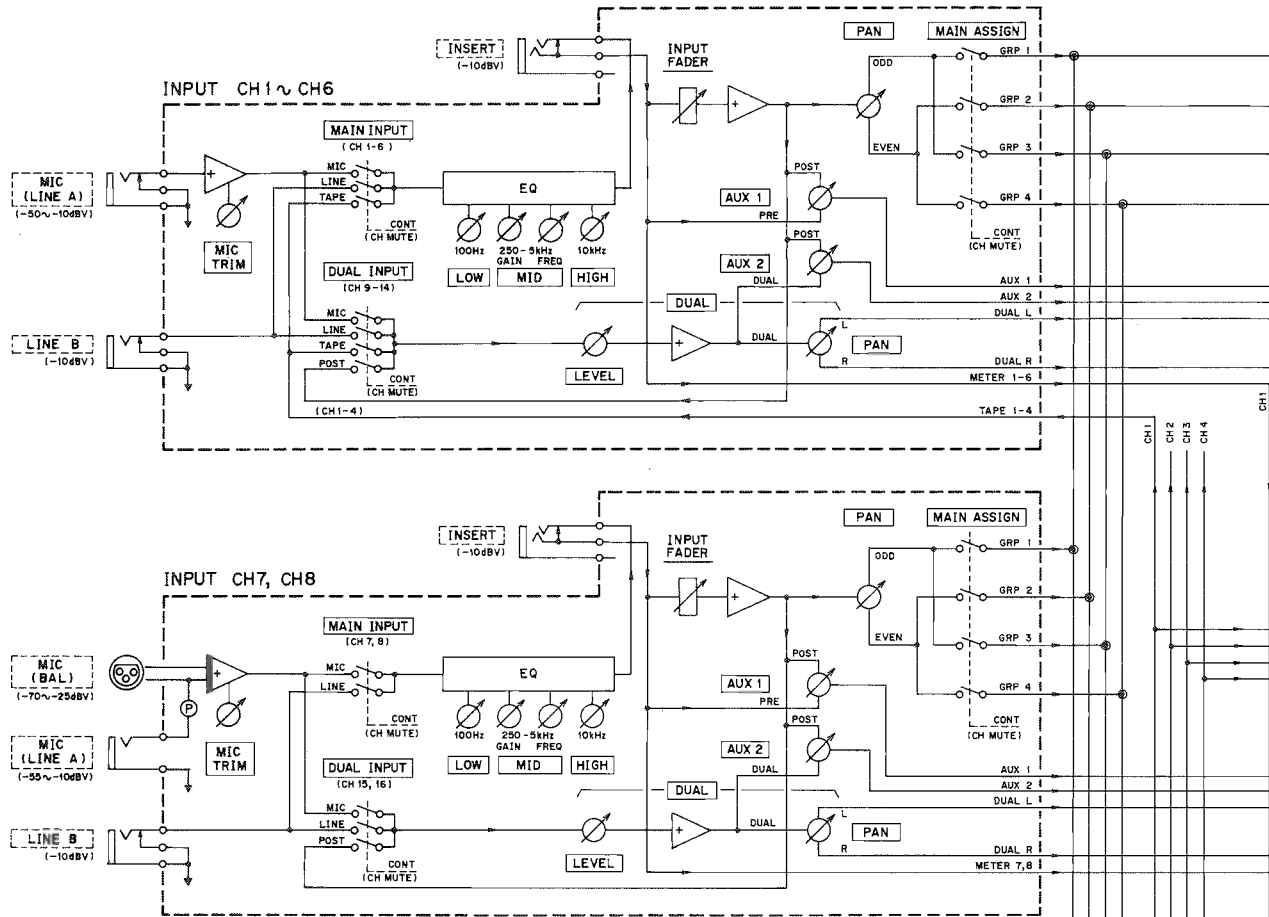 INSERT
(-10dBV)
INPUT
FADER
PAN
MAIN ASSIGN
ODD
EVEN
GRP 1
GRP 2
GRP 3
GRP 4
CONT
(CH MUTE)
INPUT CH1~CH6
MAIN INPUT
(CH 1-6)
MIC
(LINE A)
(-50~-10dBV)
MIC
LINE
TAPE
CONT
(CH MUTE)
MIC
TRIM
EQ
100Hz
250-5kHz
GAIN FREQ
10kHz
LOW
MID
HIGH
POST
AUX 1
PRE
POST
AUX 2
DUAL
DUAL INPUT
(CH 9-14)
MIC
LINE
TAPE
POST
CONT
(CH MUTE)
LINE B
(-10dBV)
DUAL
LEVEL
DUAL
L
R
PAN
AUX 1
AUX 2
DUAL L
DUAL R
METER 1-6
(CH1-4)
TAPE 1-4
CH1
CH2
CH3
CH4
CH1
INSERT
(-10dBV)
INPUT
FADER
PAN
MAIN ASSIGN
ODD
EVEN
GRP 1
GRP 2
GRP 3
GRP 4
CONT
(CH MUTE)
INPUT CH7, CH8
MAIN INPUT
(CH 7, 8)
MIC
(BAL)
(-70~-25dBV)
P
MIC
LINE
CONT
(CH MUTE)
MIC
TRIM
MIC
(LINE A)
(-55~-10dBV)
EQ
100Hz
250-5kHz
GAIN FREQ
10kHz
LOW
MID
HIGH
POST
AUX 1
PRE
POST
AUX 2
DUAL
DUAL INPUT
(CH 15, 16)
MIC
LINE
POST
CONT
(CH MUTE)
LINE B
(-10dBV)
DUAL
LEVEL
DUAL
L
R
PAN
AUX 1
AUX 2
DUAL L
DUAL R
METER 7,8